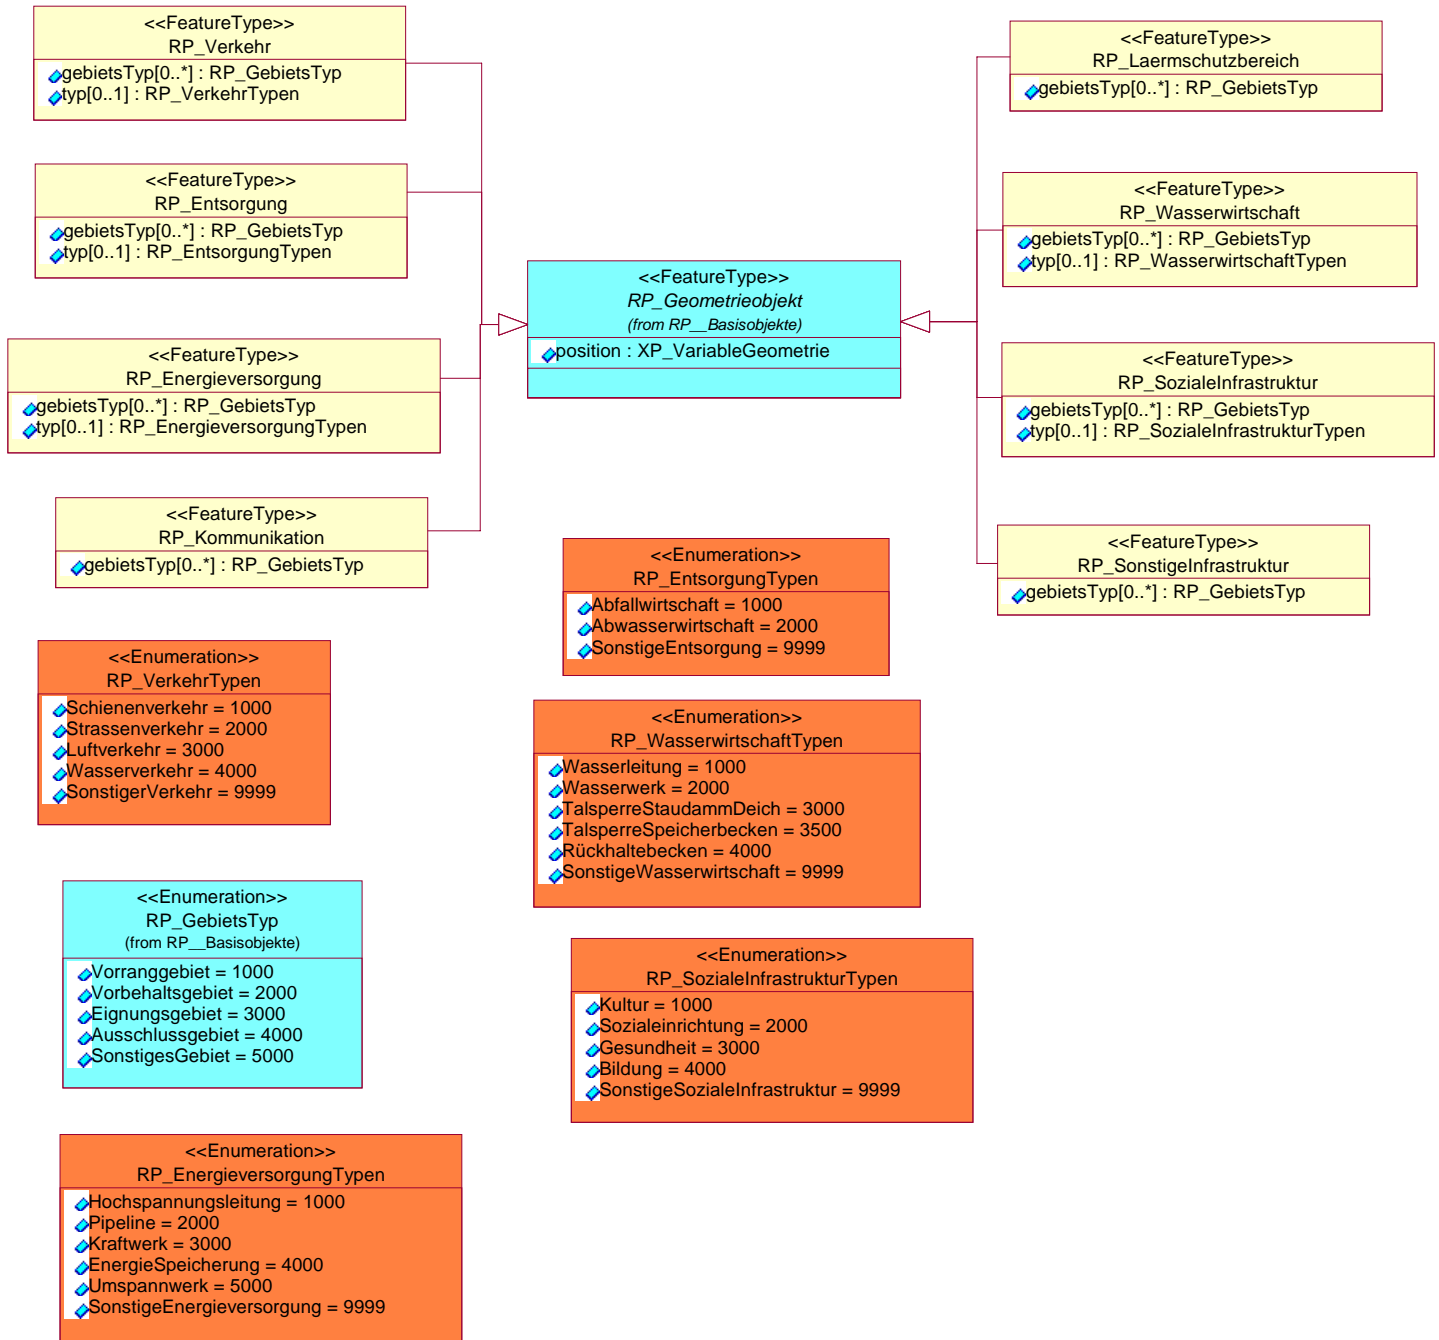 <<FeatureType>>
RP_Verkehr
gebietsTyp[0..*] : RP_GebietsTyp
typ[0..1] : RP_VerkehrTypen
<<FeatureType>>
RP_Entsorgung
gebietsTyp[0..*] : RP_GebietsTyp
typ[0..1] : RP_EntsorgungTypen
<<FeatureType>>
RP_Energieversorgung
gebietsTyp[0..*] : RP_GebietsTyp
typ[0..1] : RP_EnergieversorgungTypen
<<FeatureType>>
RP_Kommunikation
gebietsTyp[0..*] : RP_GebietsTyp
<<FeatureType>>
RP_Geometrieobjekt
(from RP__Basisobjekte)
position : XP_VariableGeometrie
<<FeatureType>>
RP_Laermschutzbereich
gebietsTyp[0..*] : RP_GebietsTyp
<<FeatureType>>
RP_Wasserwirtschaft
gebietsTyp[0..*] : RP_GebietsTyp
typ[0..1] : RP_WasserwirtschaftTypen
<<FeatureType>>
RP_SozialeInfrastruktur
gebietsTyp[0..*] : RP_GebietsTyp
typ[0..1] : RP_SozialeInfrastrukturTypen
<<FeatureType>>
RP_SonstigeInfrastruktur
gebietsTyp[0..*] : RP_GebietsTyp
<<Enumeration>>
RP_EntsorgungTypen
Abfallwirtschaft = 1000
Abwasserwirtschaft = 2000
SonstigeEntsorgung = 9999
<<Enumeration>>
RP_VerkehrTypen
Schienenverkehr = 1000
Strassenverkehr = 2000
Luftverkehr = 3000
Wasserverkehr = 4000
SonstigerVerkehr = 9999
<<Enumeration>>
RP_WasserwirtschaftTypen
Wasserleitung = 1000
Wasserwerk = 2000
TalsperreStaudammDeich = 3000
TalsperreSpeicherbecken = 3500
Rückhaltebecken = 4000
SonstigeWasserwirtschaft = 9999
<<Enumeration>>
RP_GebietsTyp
(from RP__Basisobjekte)
Vorranggebiet = 1000
Vorbehaltsgebiet = 2000
Eignungsgebiet = 3000
Ausschlussgebiet = 4000
SonstigesGebiet = 5000
<<Enumeration>>
RP_SozialeInfrastrukturTypen
Kultur = 1000
Sozialeinrichtung = 2000
Gesundheit = 3000
Bildung = 4000
SonstigeSozialeInfrastruktur = 9999
<<Enumeration>>
RP_EnergieversorgungTypen
Hochspannungsleitung = 1000
Pipeline = 2000
Kraftwerk = 3000
EnergieSpeicherung = 4000
Umspannwerk = 5000
SonstigeEnergieversorgung = 9999